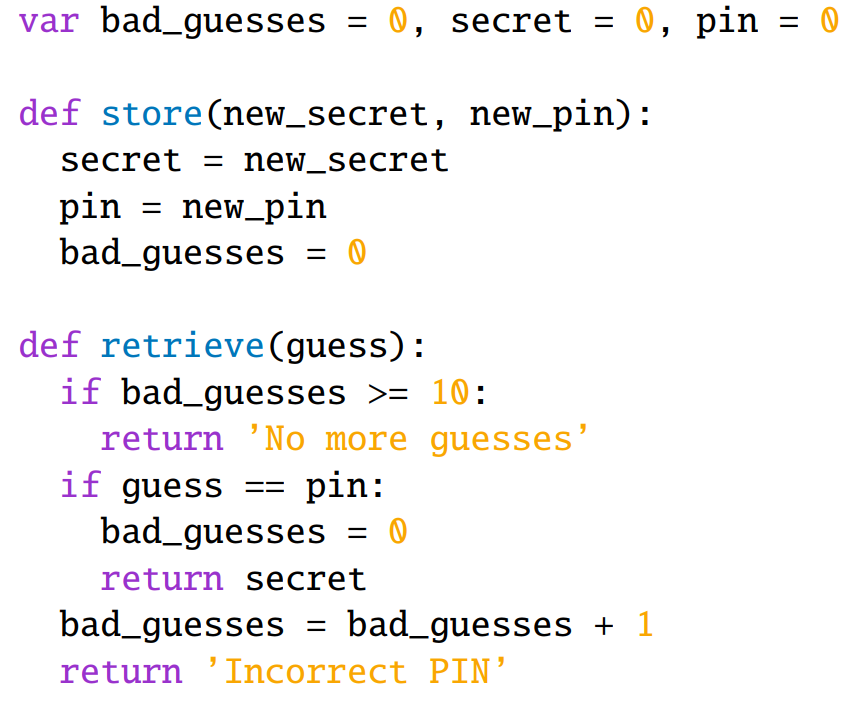 var bad_guesses = 0, secret = 0, pin = 0
def store(new_secret, new_pin):
secret = new_secret
pin = new_pin
bad_guesses = 0
def retrieve(guess):
if bad_guesses >= 10:
return ’No more guesses’
if guess == pin:
bad_guesses = 0
return secret
bad_guesses = bad_guesses + 1
return ’Incorrect PIN’